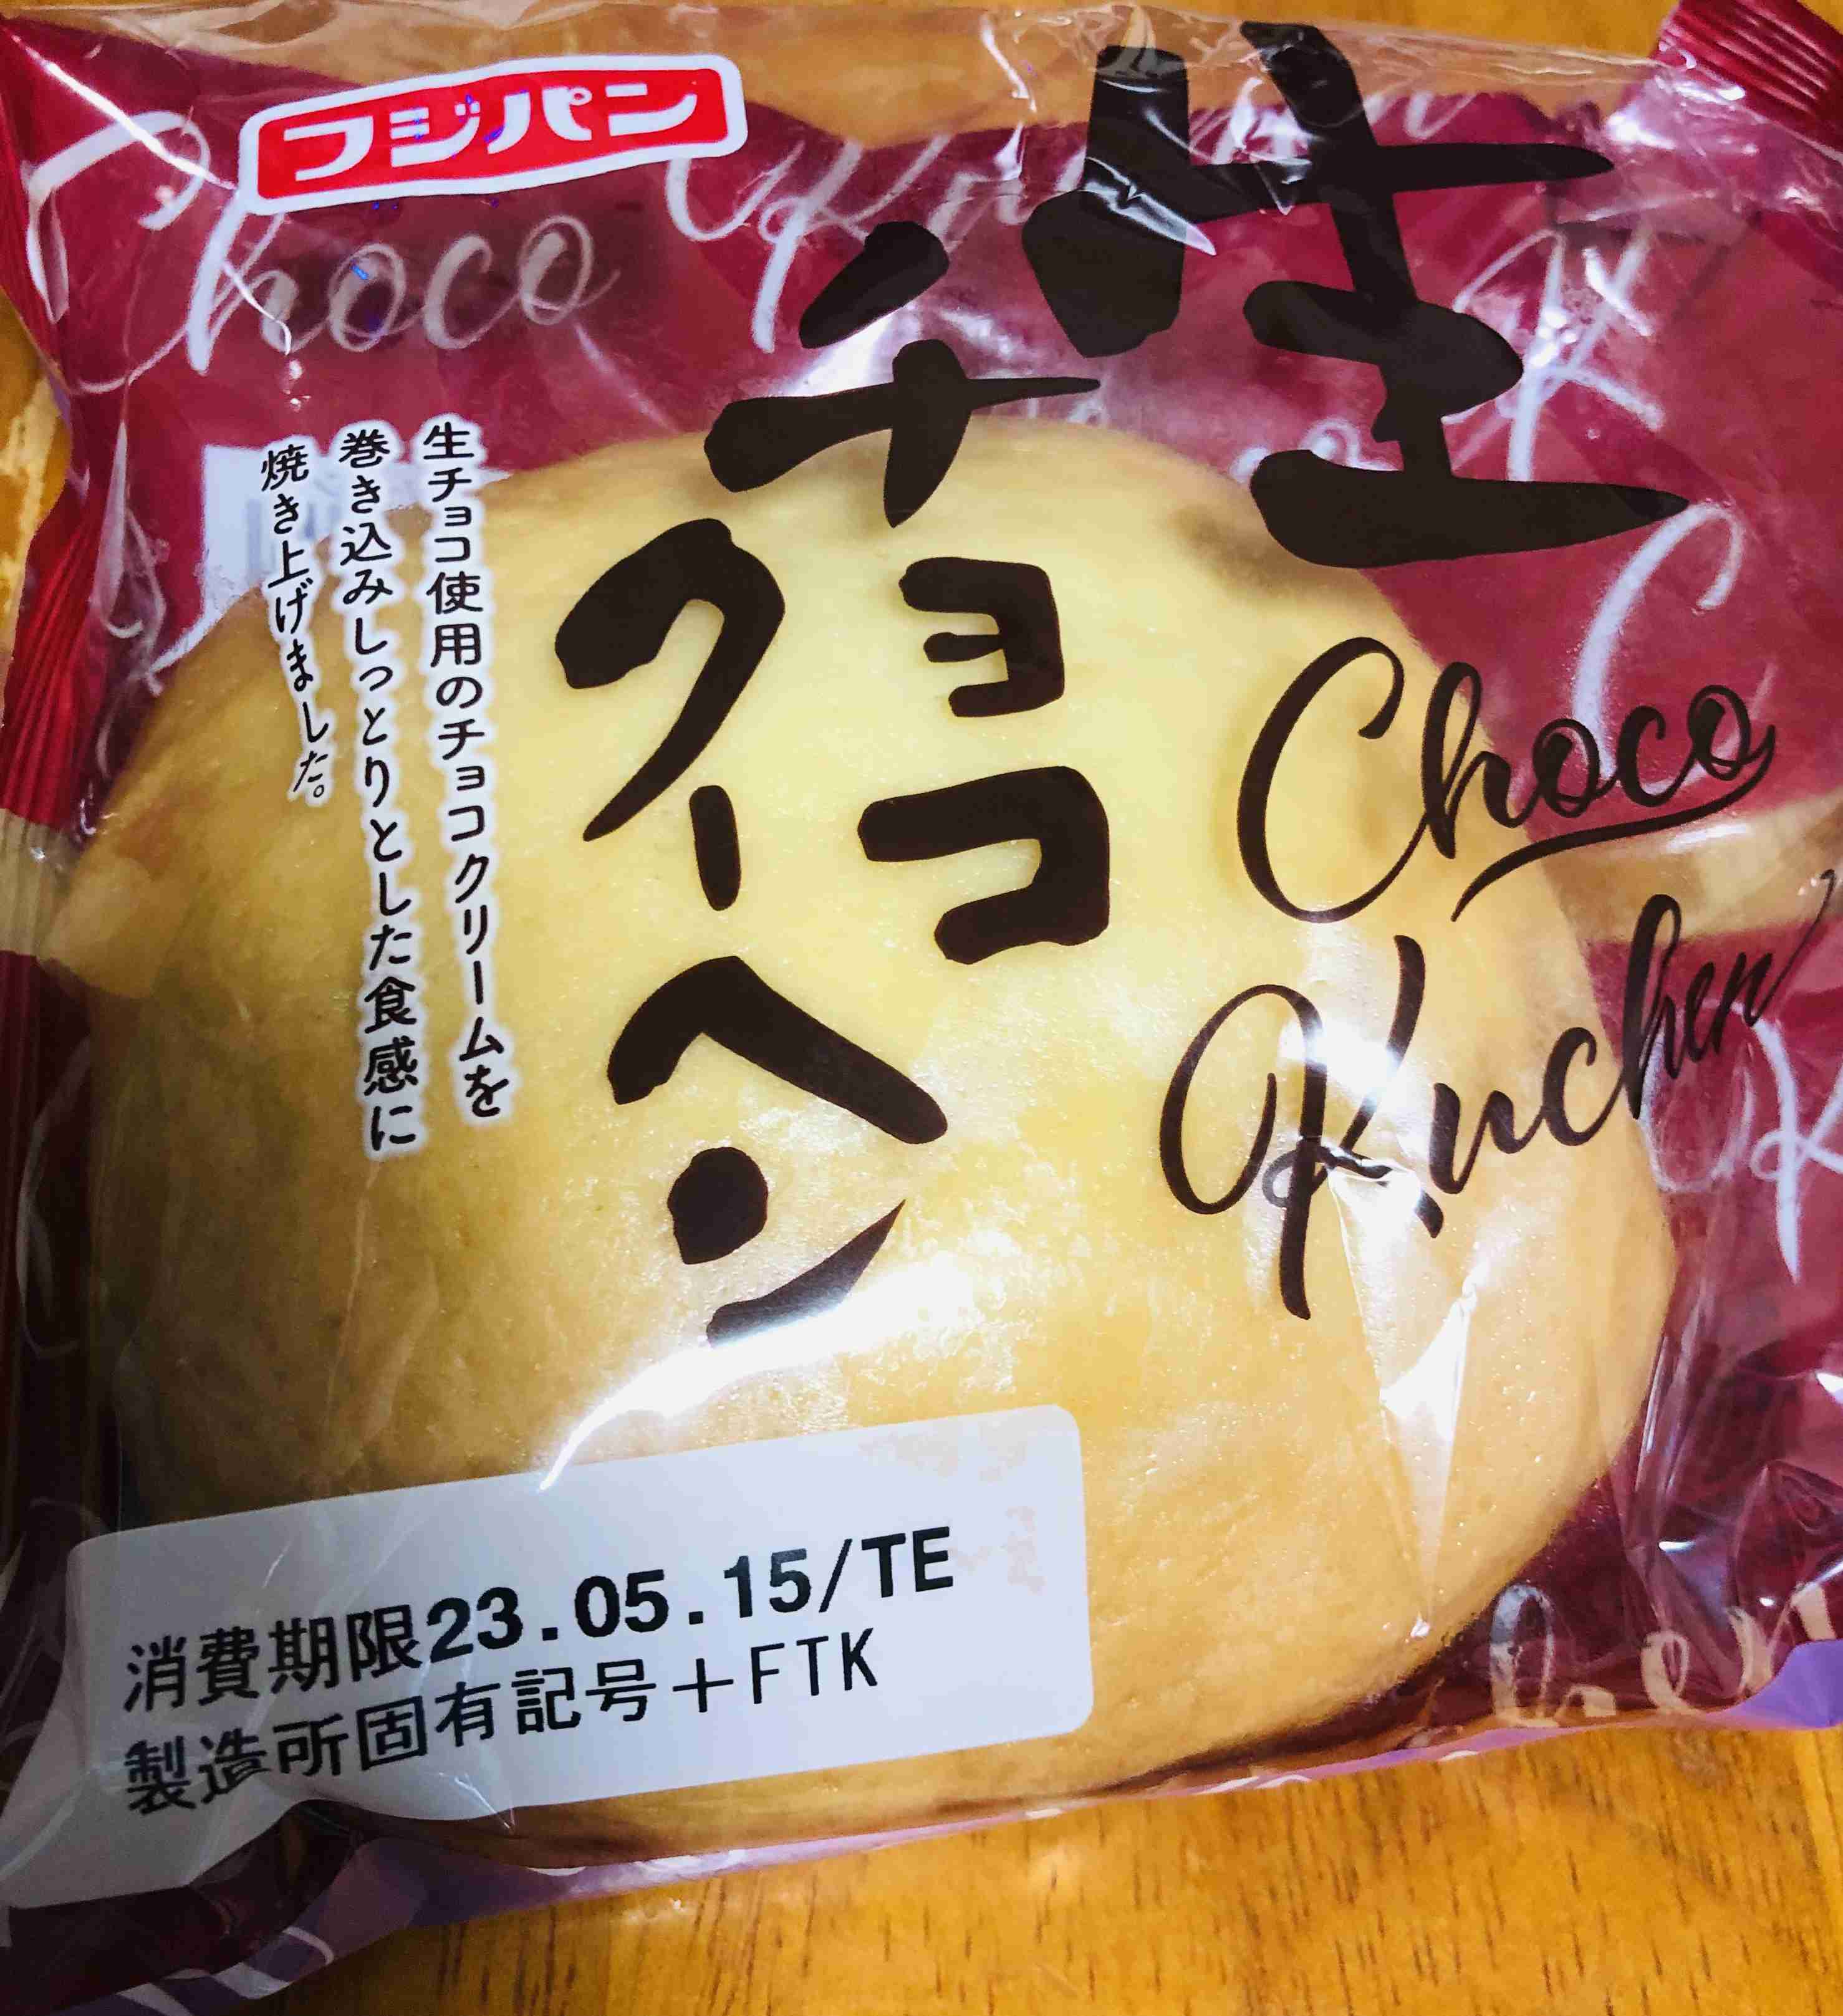 フジパン
生
チョコ
クーヘン
Choco
Kuchen
生チョコ使用のチョコクリームを
巻き込みしっとりとした食感に
焼き上げました。
消費期限23.05.15/TE
製造所固有記号+FTK
Choco